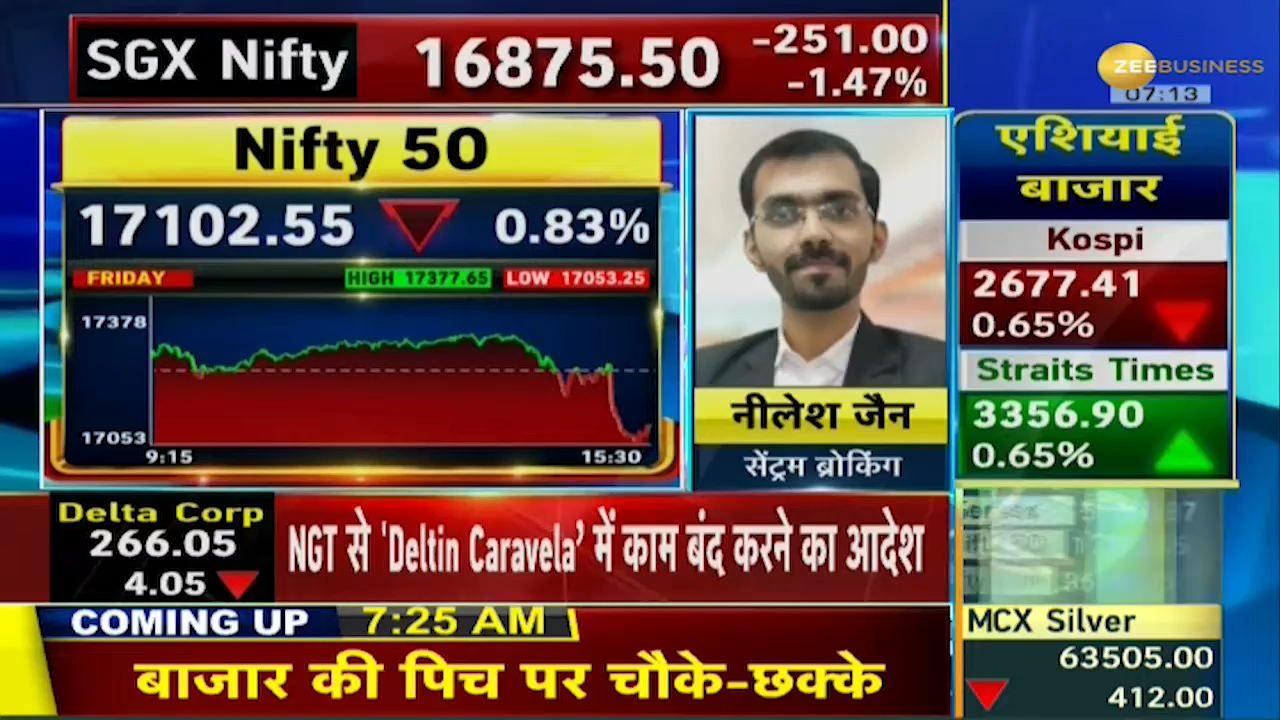 SGX Nifty
16875.50
-251.00
-1.47%
ZEEBUSINESS
07:13
Nifty 50
17102.55
0.83%
FRIDAY
HIGH 17377.65
LOW 17053.25
17378
17053
9:15
15:30
नीलेश जैन
सेंट्रम ब्रोकिंग
एशियाई
बाजार
Kospi
2677.41
0.65%
Straits Times
3356.90
0.65%
Delta Corp
266.05
4.05
NGT से 'Deltin Caravela' में काम बंद करने का आदेश
COMING UP
7:25 AM
बाजार की पिच पर चौके-छक्के
MCX Silver
63505.00
412.00